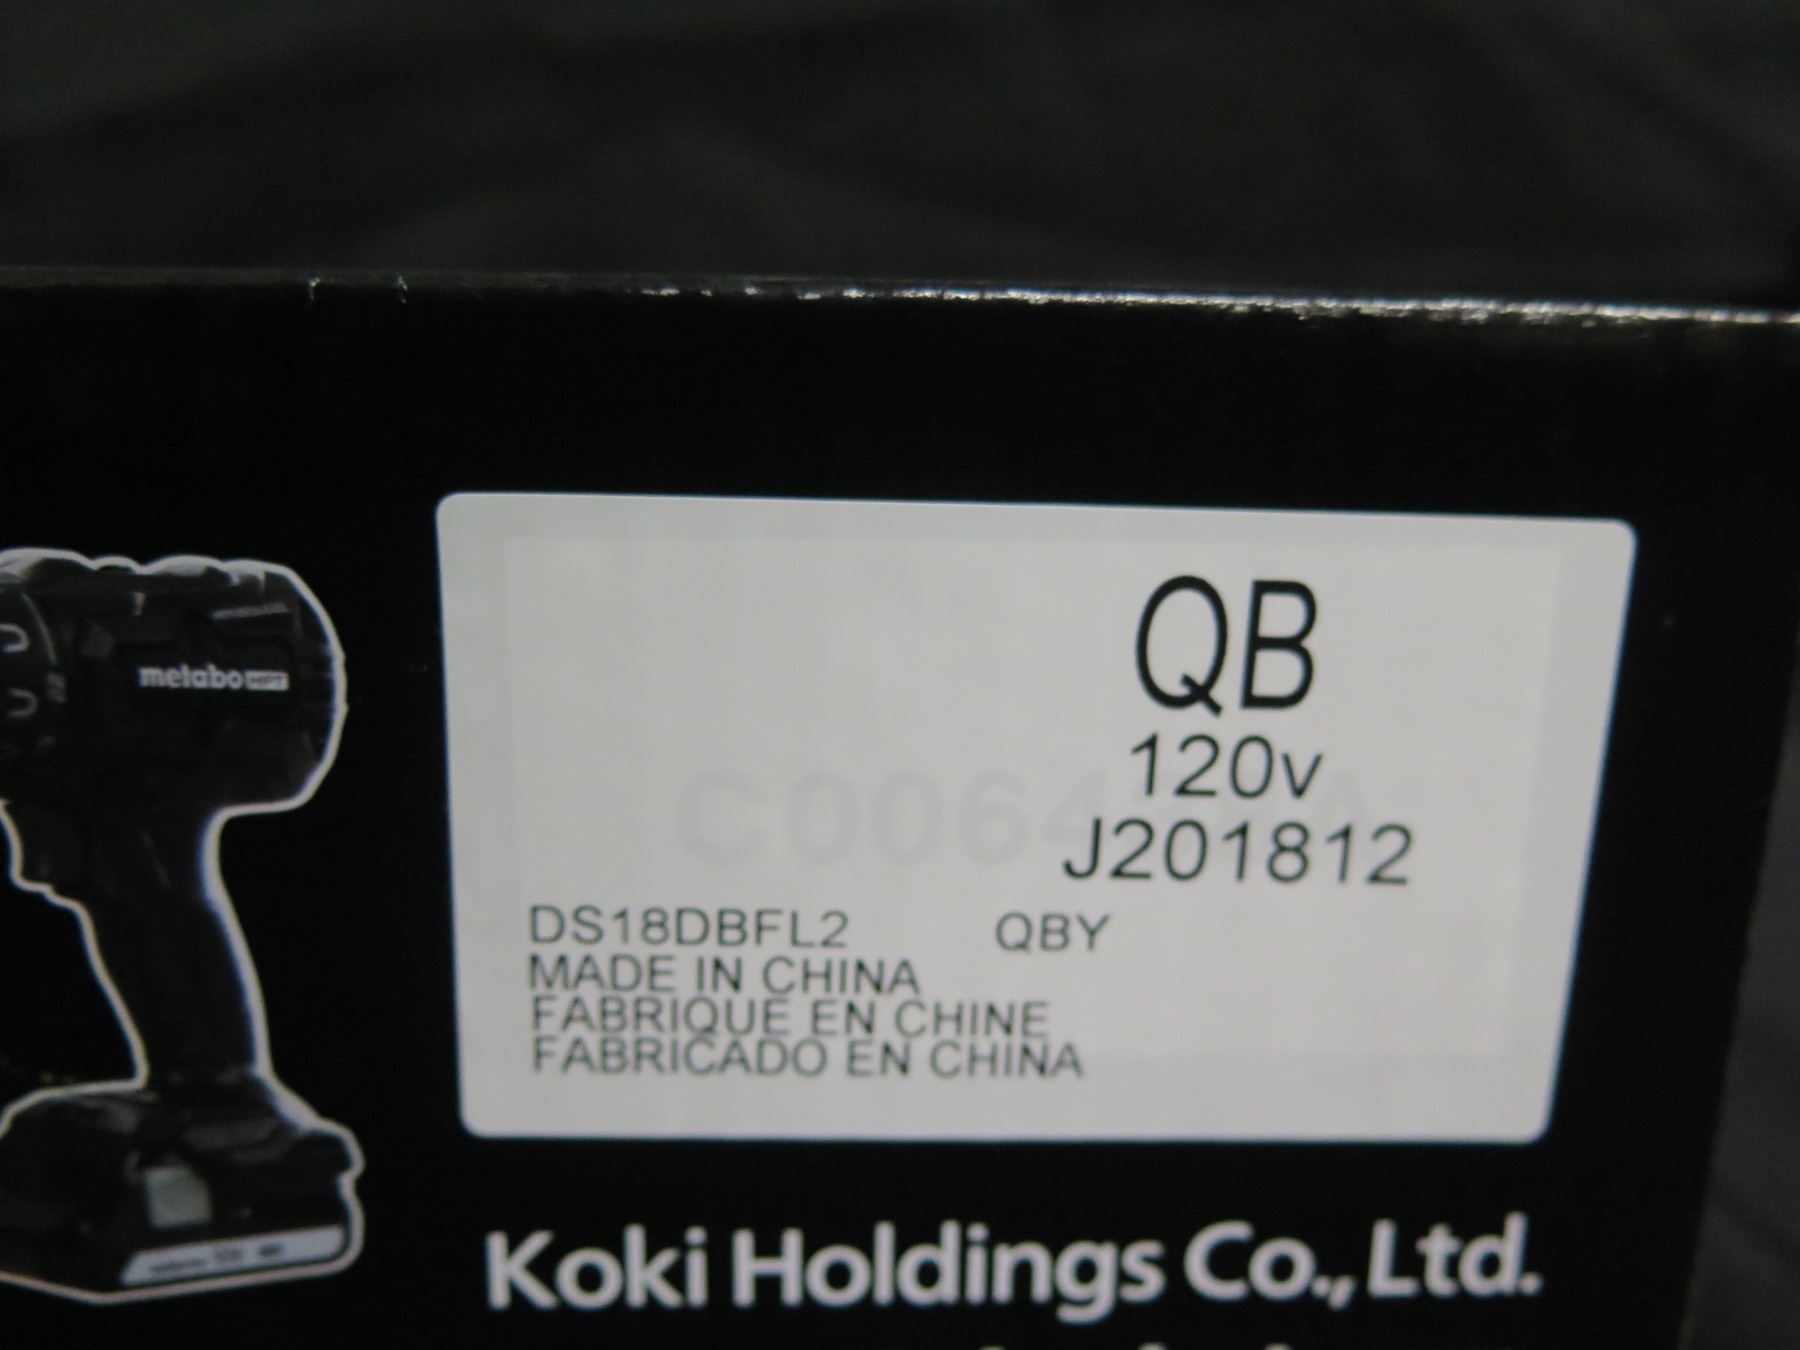 metabo HPT
QB
120v
J201812
DS18DBFL2 QBY
MADE IN CHINA
FABRIQUE EN CHINE
FABRICADO EN CHINA
Koki Holdings Co., Ltd.